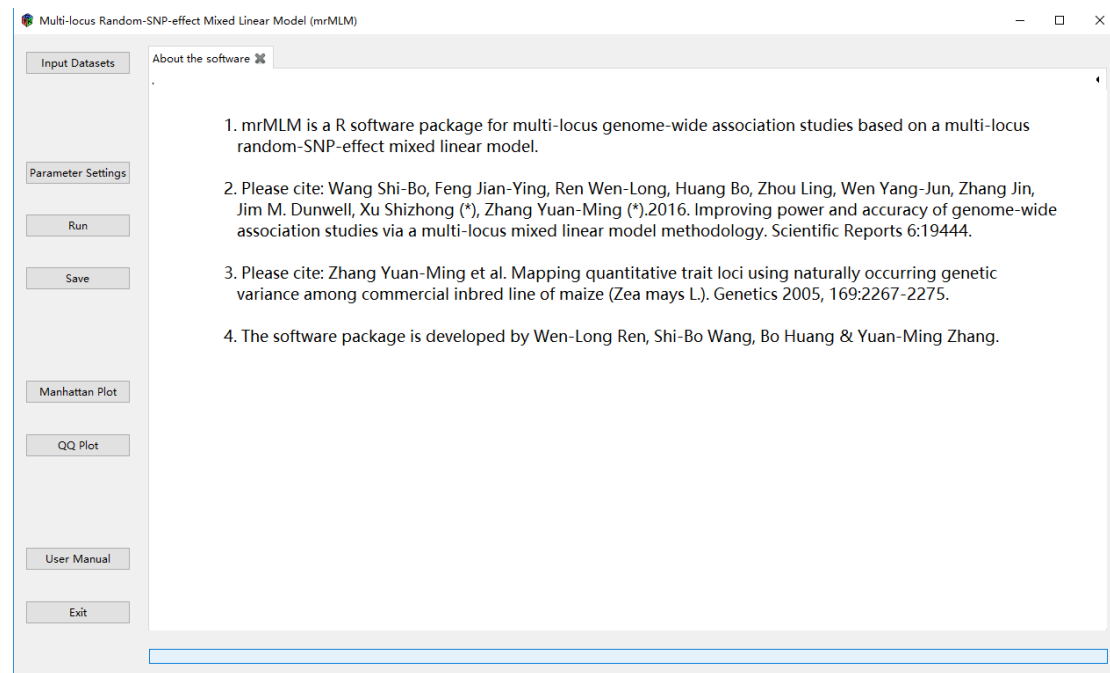 Multi-locus Random-SNP-effect Mixed Linear Model (mrMLM)
Input Datasets
Parameter Settings
Run
Save
Manhattan Plot
QQ Plot
User Manual
Exit
About the software
.
1. mrMLM is a R software package for multi-locus genome-wide association studies based on a multi-locus
random-SNP-effect mixed linear model.
2. Please cite: Wang Shi-Bo, Feng Jian-Ying, Ren Wen-Long, Huang Bo, Zhou Ling, Wen Yang-Jun, Zhang Jin,
Jim M. Dunwell, Xu Shizhong (*), Zhang Yuan-Ming (*).2016. Improving power and accuracy of genome-wide
association studies via a multi-locus mixed linear model methodology. Scientific Reports 6:19444.
3. Please cite: Zhang Yuan-Ming et al. Mapping quantitative trait loci using naturally occurring genetic
variance among commercial inbred line of maize (Zea mays L.). Genetics 2005, 169:2267-2275.
4. The software package is developed by Wen-Long Ren, Shi-Bo Wang, Bo Huang & Yuan-Ming Zhang.